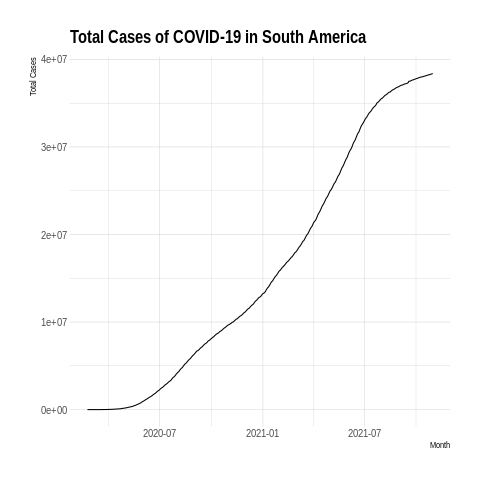 Total Cases of COVID-19 in South America
Total Cases
4e+07
3e+07
2e+07
1e+07
0e+00
2020-07
2021-01
2021-07
Month